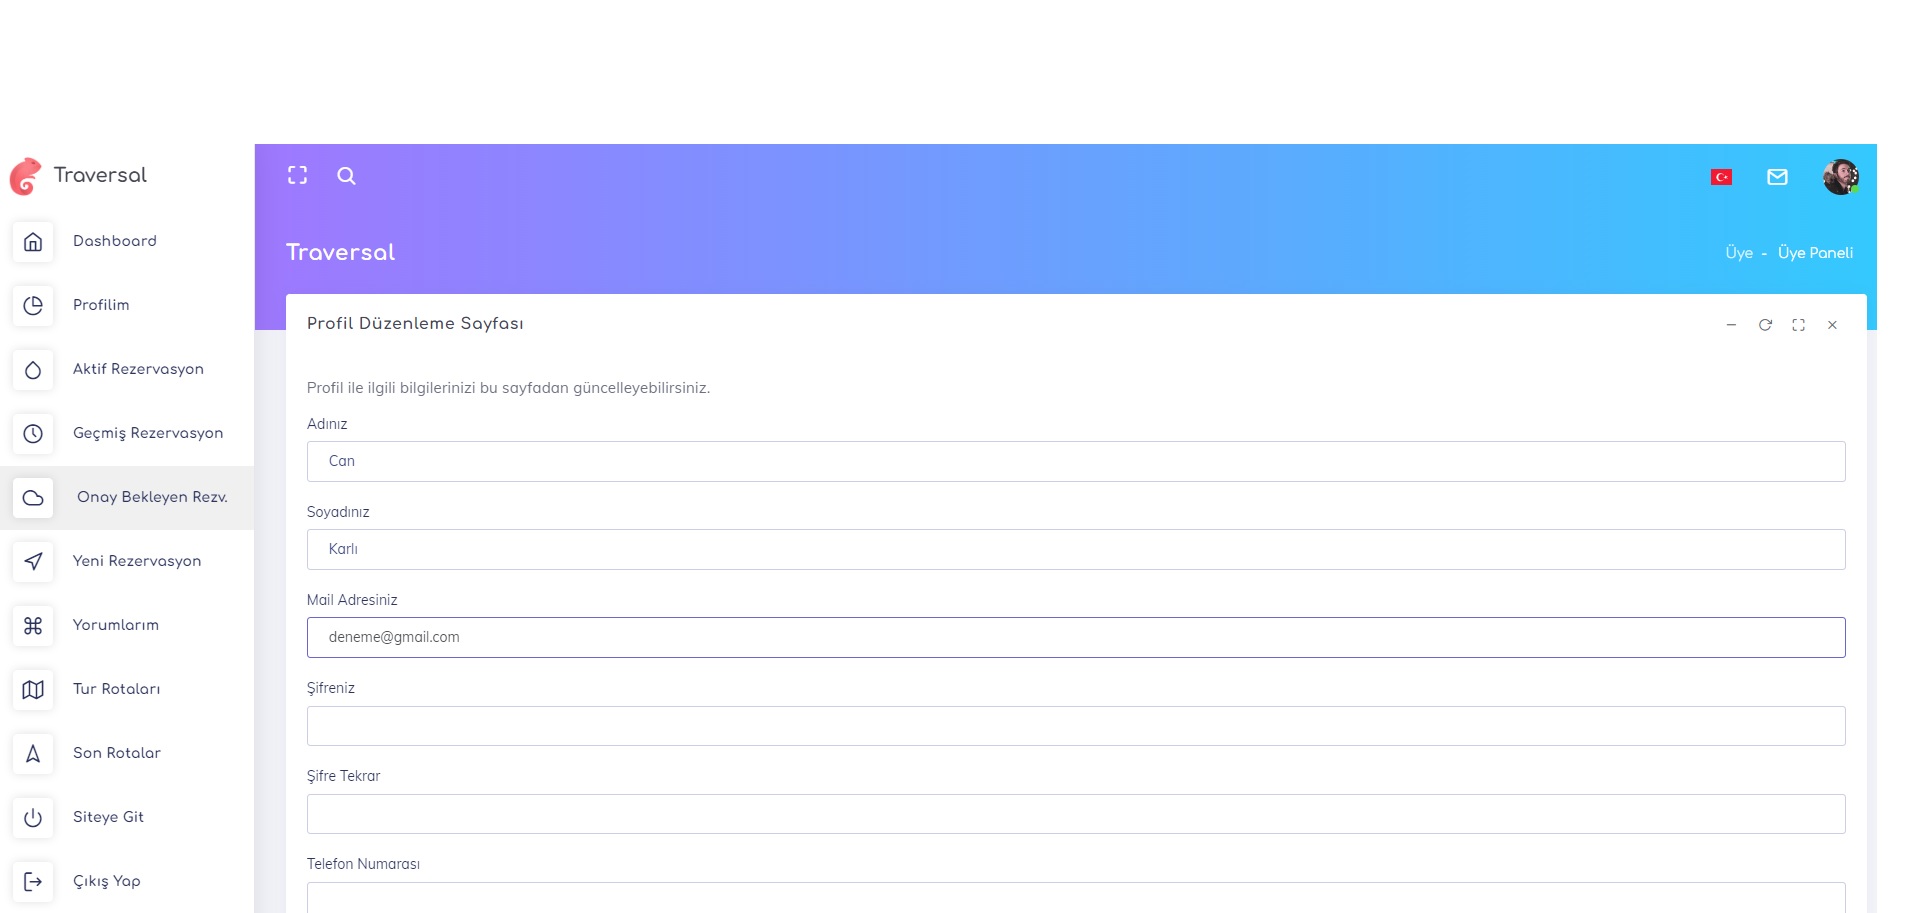 Traversal
Dashboard
Profilim
Aktif Rezervasyon
Geçmiş Rezervasyon
Onay Bekleyen Rezv.
Yeni Rezervasyon
Yorumlarım
Tur Rotaları
Son Rotalar
Siteye Git
Çıkış Yap
Traversal
Üye - Üye Paneli
Profil Düzenleme Sayfası
Profil ile ilgili bilgilerinizi bu sayfadan güncelleyebilirsiniz.
Adınız
Can
Soyadınız
Karlı
Mail Adresiniz
deneme@gmail.com
Şifreniz
Şifre Tekrar
Telefon Numarası